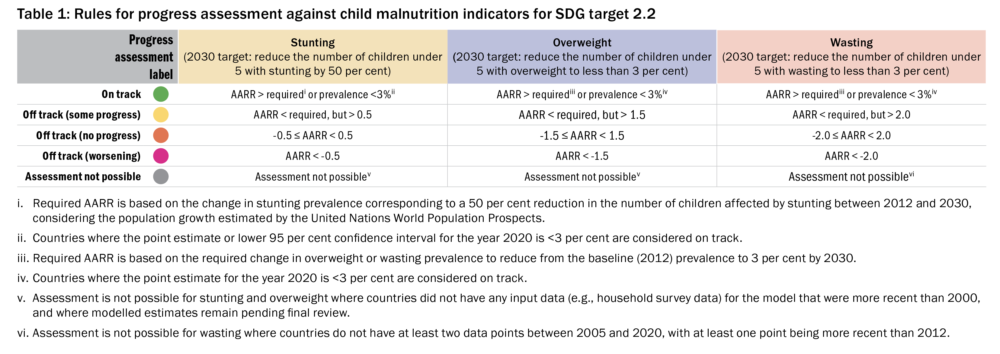 Table 1: Rules for progress assessment against child malnutrition indicators for SDG target 2.2
Progress
assessment
label
Stunting
(2030 target: reduce the number of children under
5 with stunting by 50 per cent)
Overweight
(2030 target: reduce the number of children under
5 with overweight to less than 3 per cent)
Wasting
(2030 target: reduce the number of children under
5 with wasting to less than 3 per cent)
On track AARR > requiredⁱ or prevalence <3%ⁱⁱ AARR > requiredⁱⁱⁱ or prevalence < 3%ⁱᵛ AARR > requiredⁱⁱⁱ or prevalence < 3%ⁱᵛ
Off track (some progress) AARR < required, but > 0.5 AARR < required, but > 1.5 AARR < required, but > 2.0
Off track (no progress) -0.5 ≤ AARR < 0.5 -1.5 ≤ AARR < 1.5 -2.0 ≤ AARR < 2.0
Off track (worsening) AARR < -0.5 AARR < -1.5 AARR < -2.0
Assessment not possible Assessment not possibleᵛ Assessment not possibleᵛ Assessment not possibleᵛⁱ
i. Required AARR is based on the change in stunting prevalence corresponding to a 50 per cent reduction in the number of children affected by stunting between 2012 and 2030,
considering the population growth estimated by the United Nations World Population Prospects.
ii. Countries where the point estimate or lower 95 per cent confidence interval for the year 2020 is <3 per cent are considered on track.
iii. Required AARR is based on the required change in overweight or wasting prevalence to reduce from the baseline (2012) prevalence to 3 per cent by 2030.
iv. Countries where the point estimate for the year 2020 is <3 per cent are considered on track.
v. Assessment is not possible for stunting and overweight where countries did not have any input data (e.g., household survey data) for the model that were more recent than 2000,
and where modelled estimates remain pending final review.
vi. Assessment is not possible for wasting where countries do not have at least two data points between 2005 and 2020, with at least one point being more recent than 2012.